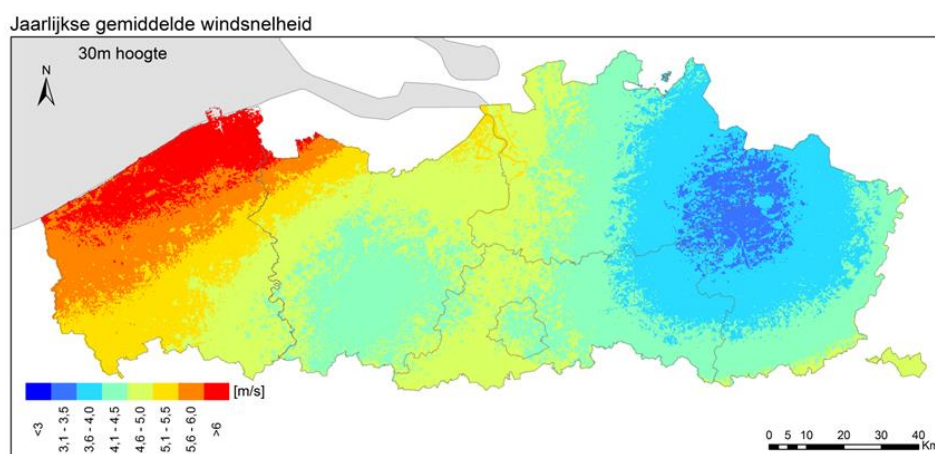 Jaarlijkse gemiddelde windsnelheid
30m hoogte
N
[m/s]
<3
3,1 - 3,5
3,6 - 4,0
4,1 - 4,5
4,6 - 5,0
5,1 - 5,5
5,6 - 6,0
>6
0 5 10 20 30 40
Km